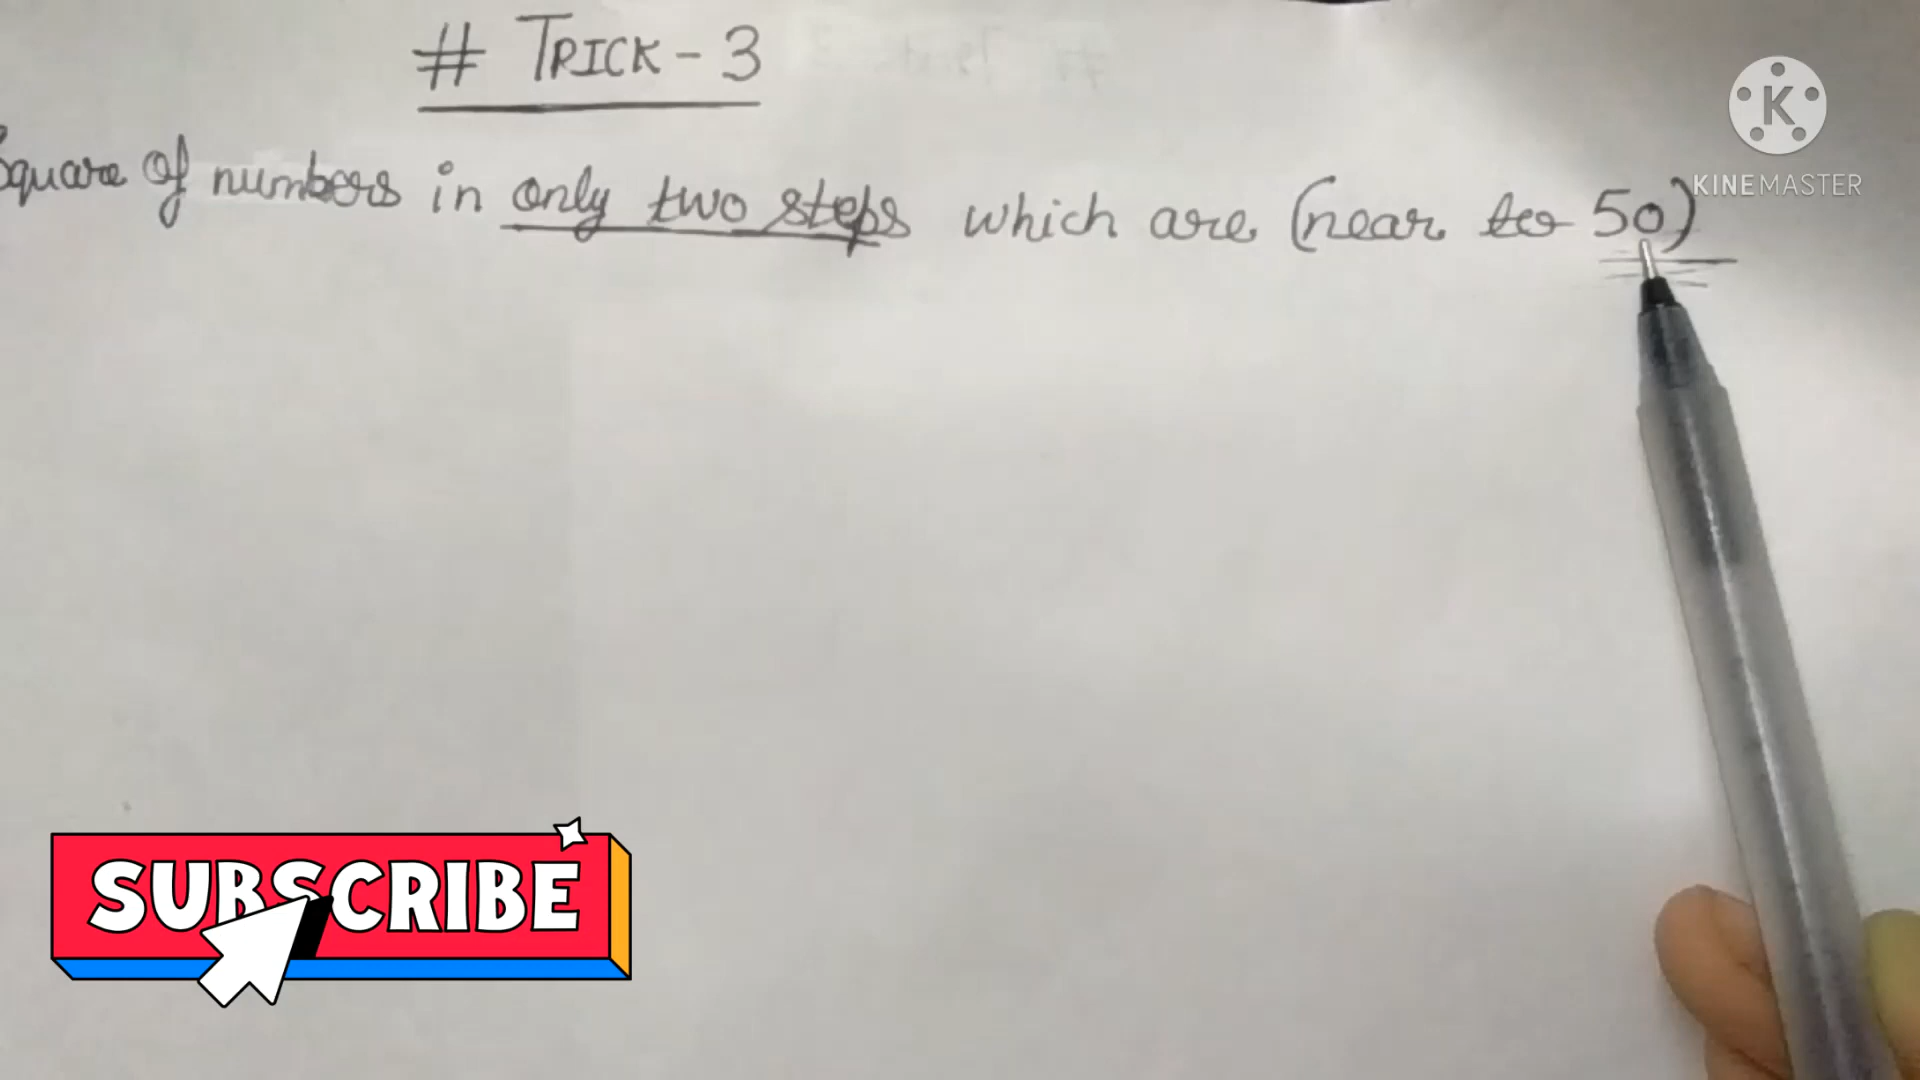 # TRICK - 3
Square of numbers in only two steps which are (near to 50)
KINEMASTER
SUBSCRIBE